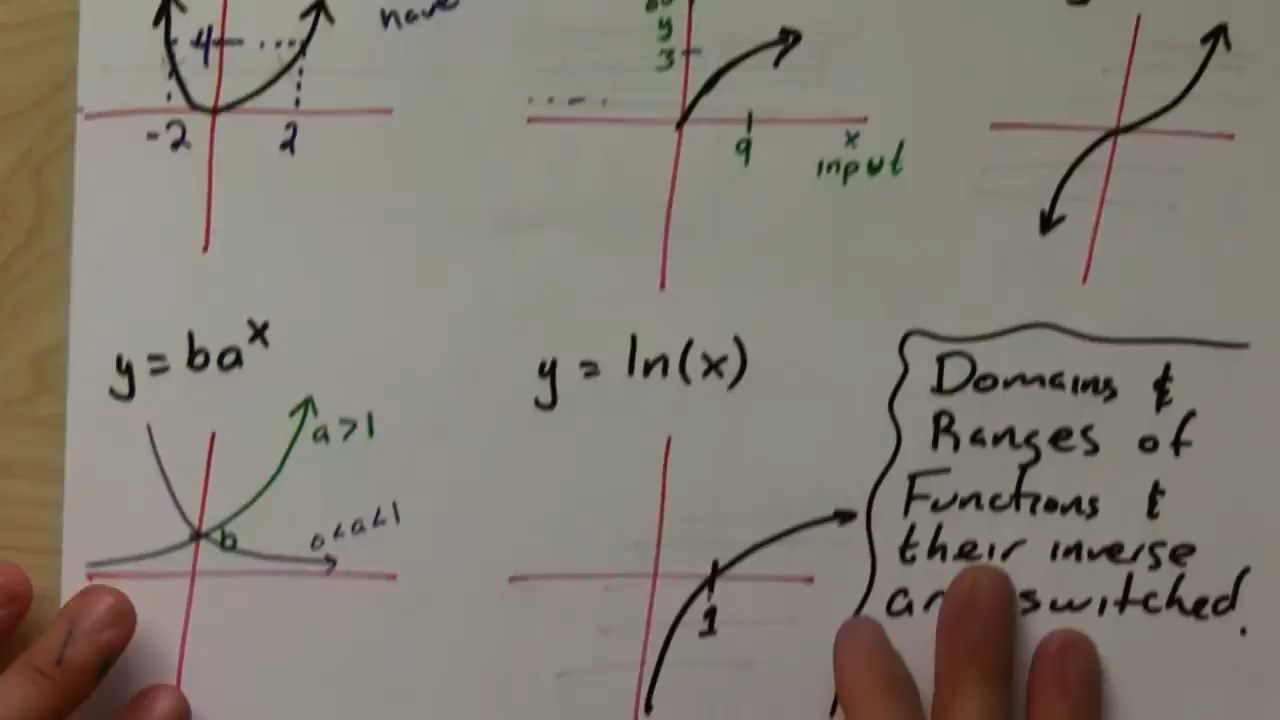 4
-2 2
y
3
9
x
input
y = ba^x
a>1
b
0<a<1
y = ln(x)
1
Domains &
Ranges of
Functions &
their inverse
switched.